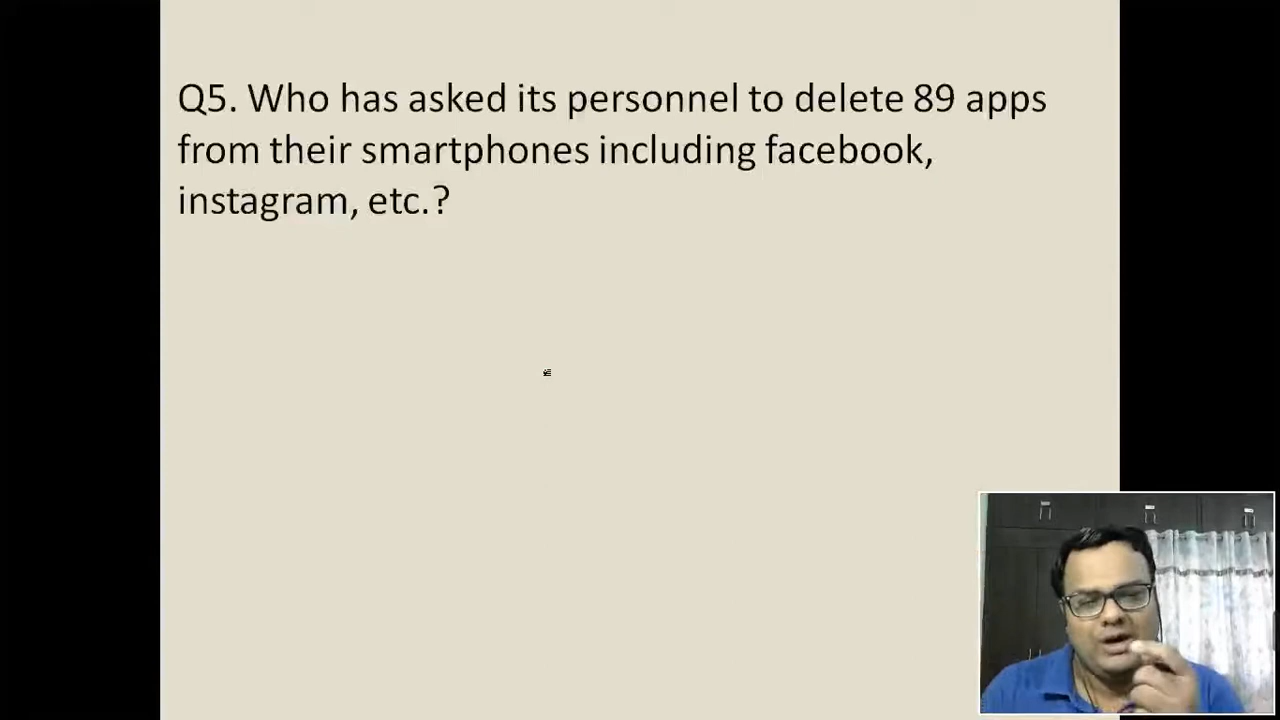 Q5. Who has asked its personnel to delete 89 apps
from their smartphones including facebook,
instagram, etc.?